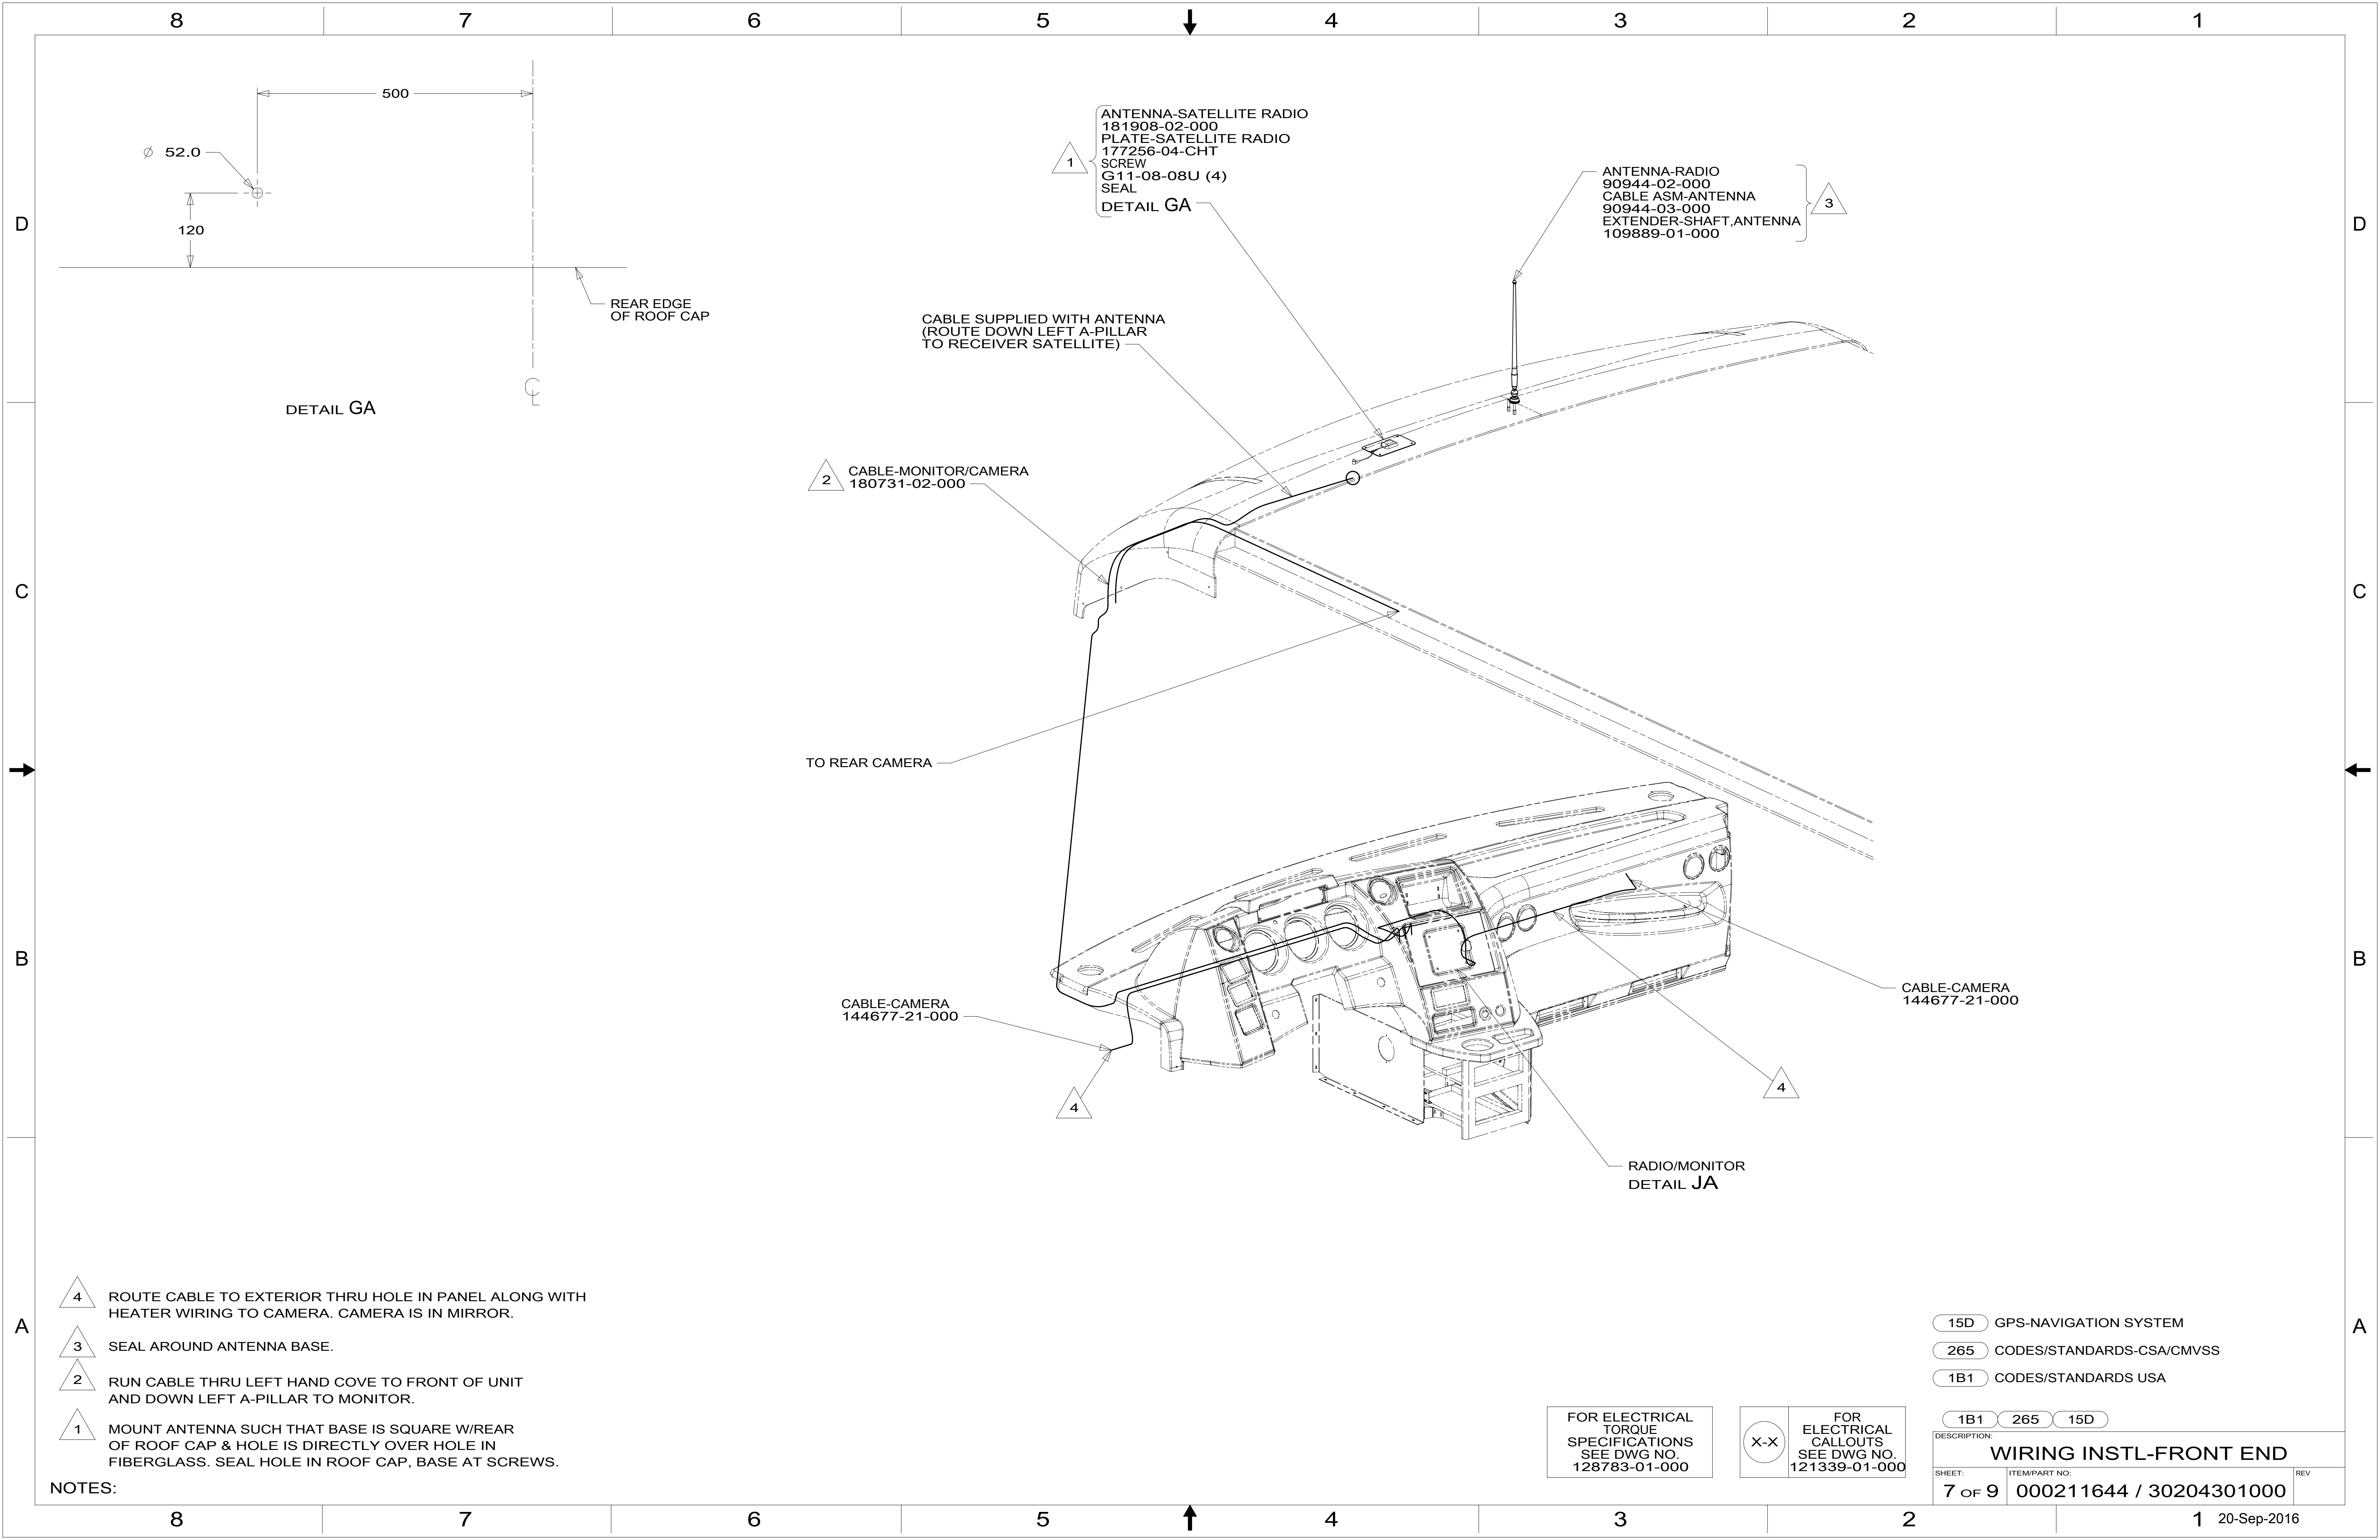 8 7 6 5 4 3 2 1
500
Ø 52.0
120
REAR EDGE
OF ROOF CAP
DETAIL GA
ANTENNA-SATELLITE RADIO
181908-02-000
PLATE-SATELLITE RADIO
177256-04-CHT
SCREW
G11-08-08U (4)
SEAL
DETAIL GA
1
ANTENNA-RADIO
90944-02-000
CABLE ASM-ANTENNA
90944-03-000
EXTENDER-SHAFT,ANTENNA
109889-01-000
3
D
D
CABLE SUPPLIED WITH ANTENNA
(ROUTE DOWN LEFT A-PILLAR
TO RECEIVER SATELLITE)
2
CABLE-MONITOR/CAMERA
180731-02-000
C
C
TO REAR CAMERA
B
B
CABLE-CAMERA
144677-21-000
CABLE-CAMERA
144677-21-000
4
4
RADIO/MONITOR
DETAIL JA
A
A
4 ROUTE CABLE TO EXTERIOR THRU HOLE IN PANEL ALONG WITH
HEATER WIRING TO CAMERA. CAMERA IS IN MIRROR.
3 SEAL AROUND ANTENNA BASE.
2 RUN CABLE THRU LEFT HAND COVE TO FRONT OF UNIT
AND DOWN LEFT A-PILLAR TO MONITOR.
1 MOUNT ANTENNA SUCH THAT BASE IS SQUARE W/REAR
OF ROOF CAP & HOLE IS DIRECTLY OVER HOLE IN
FIBERGLASS. SEAL HOLE IN ROOF CAP, BASE AT SCREWS.
NOTES:
FOR ELECTRICAL
TORQUE
SPECIFICATIONS
SEE DWG NO.
128783-01-000
X-X
FOR
ELECTRICAL
CALLOUTS
SEE DWG NO.
121339-01-000
15D GPS-NAVIGATION SYSTEM
265 CODES/STANDARDS-CSA/CMVSS
1B1 CODES/STANDARDS USA
1B1 265 15D
DESCRIPTION:
WIRING INSTL-FRONT END
SHEET: ITEM/PART NO: REV
7 OF 9 000211644 / 30204301000
8 7 6 5 4 3 2 1
20-Sep-2016